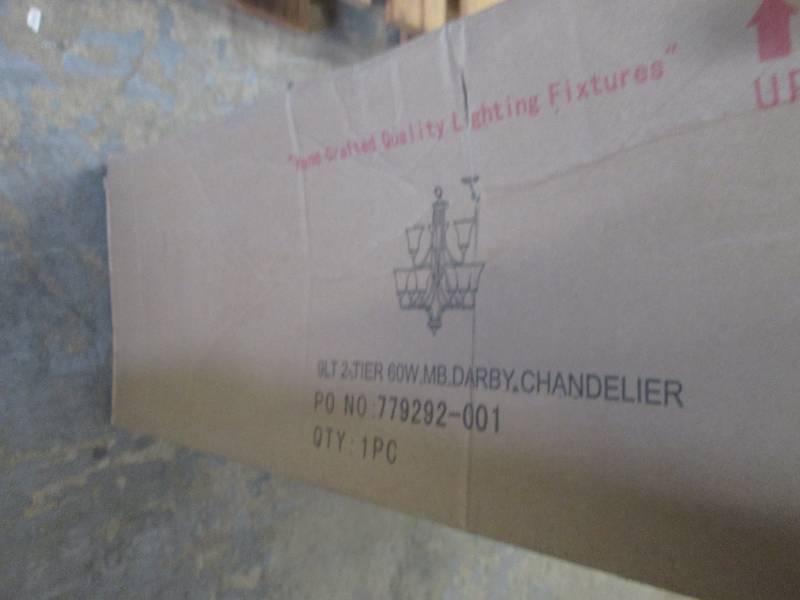 "Hand-Crafted Quality Lighting Fixtures"
UP
9LT 2-TIER 60W.MB.DARBY.CHANDELIER
PO NO:779292-001
QTY:1PC